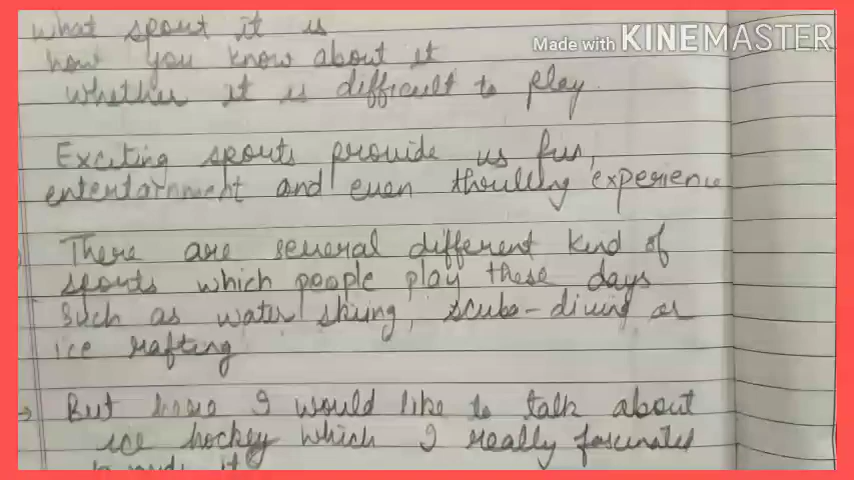 what sport it is
Made with KINEMASTER
how you know about it
whether it is difficult to play.
Exciting sports provide us fun,
entertainment and even thrilling experience
There are several different kind of
sports which people play these days
such as water skiing, scuba-diving or
ice rafting
→ But here I would like to talk about
ice hockey which I really fascinated
it